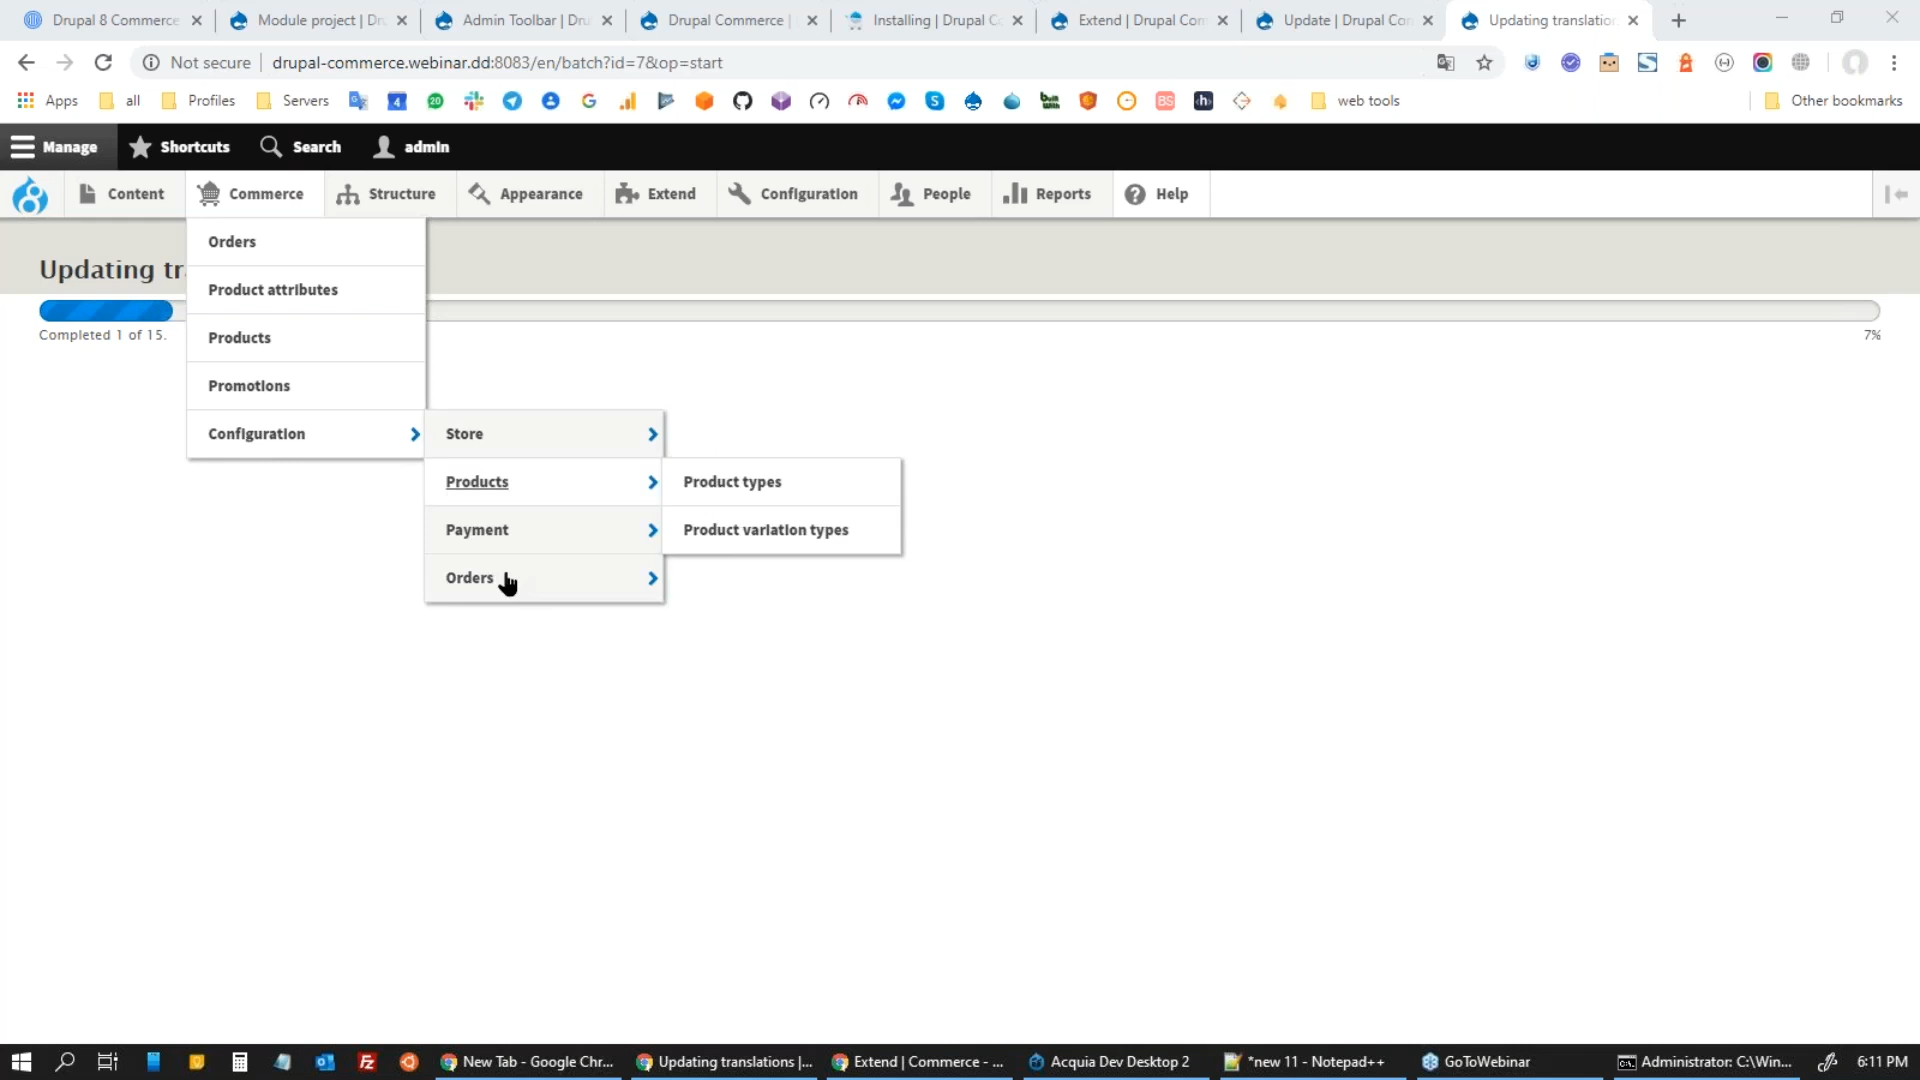 Drupal 8 Commerce
Module project | Dr
Admin Toolbar | Dru
Drupal Commerce |
Installing | Drupal C
Extend | Drupal Com
Update | Drupal Con
Updating translation
Not secure
drupal-commerce.webinar.dd:8083/en/batch?id=7&op=start
Apps
all
Profiles
Servers
web tools
Other bookmarks
Manage
Shortcuts
Search
admin
Content
Commerce
Structure
Appearance
Extend
Configuration
People
Reports
Help
Orders
Updating tr
Product attributes
Completed 1 of 15.
7%
Products
Promotions
Configuration
Store
Products
Product types
Payment
Product variation types
Orders
New Tab - Google Chr...
Updating translations |...
Extend | Commerce - ...
Acquia Dev Desktop 2
*new 11 - Notepad++
GoToWebinar
Administrator: C:\Win...
6:11 PM